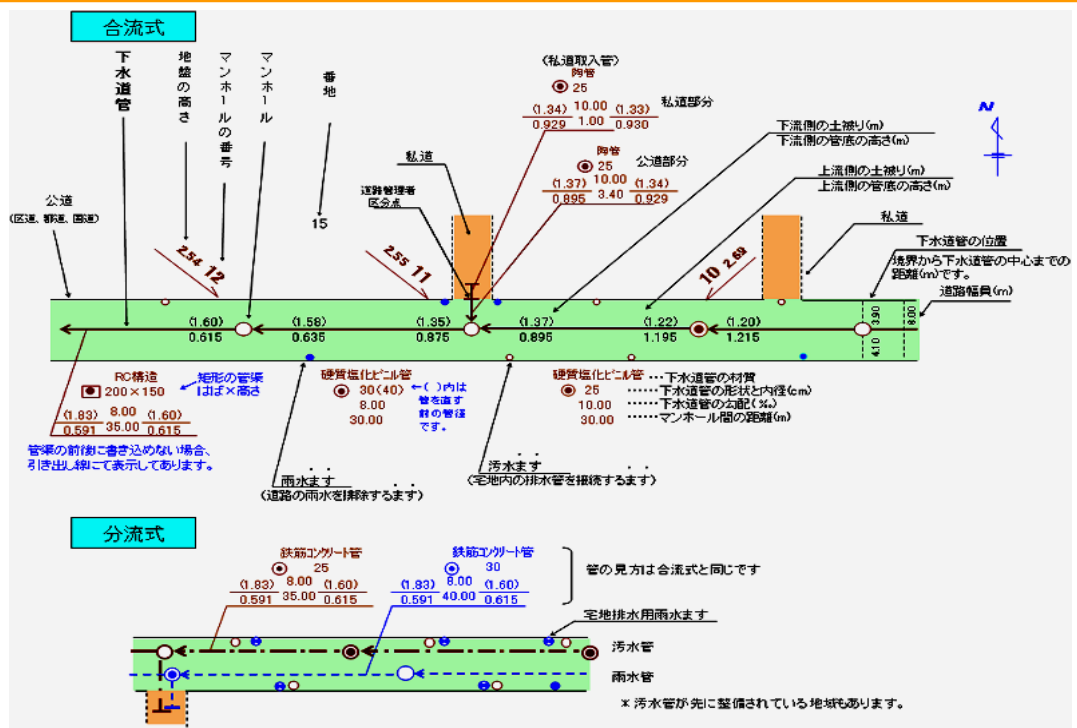 合流式
下水道管
地盤の高さ
マンホールの番号
マンホール
番地
15
公道
(区道、都道、国道)
2.54 12
2.55 11
10 2.69
私道
道路管理者
区分点
(私道取入管)
陶管
25
(1.34) 10.00 (1.33)
0.929 1.00 0.930
私道部分
陶管
25
公道部分
(1.37) 10.00 (1.34)
0.895 3.40 0.929
下流側の土被り(m)
下流側の管底の高さ(m)
上流側の土被り(m)
上流側の管底の高さ(m)
N
私道
下水道管の位置
境界から下水道管の中心までの
距離(m)です。
道路幅員(m)
3.90
4.10
8.00
(1.60)
0.615
(1.58)
0.635
(1.35)
0.875
(1.37)
0.895
(1.22)
1.195
(1.20)
1.215
RC構造
200×150
矩形の管渠
はば×高さ
(1.83) 8.00 (1.60)
0.591 35.00 0.615
管渠の前後に書き込めない場合、
引き出し線にて表示してあります。
硬質塩化ビニル管
30(40)
8.00
30.00
←( )内は
管を直す
前の管径
です。
硬質塩化ビニル管 ･･･下水道管の材質
25 ･･････下水道管の形状と内径(cm)
10.00 ･･････下水道管の勾配(‰)
30.00 ･･････マンホール間の距離(m)
雨水ます
(道路の雨水を排除するます)
汚水ます
(宅地内の排水管を接続するます)
分流式
鉄筋コンクリート管
25
(1.83) 8.00 (1.60)
0.591 35.00 0.615
鉄筋コンクリート管
30
(1.83) 8.00 (1.60)
0.591 40.00 0.615
管の見方は合流式と同じです
宅地排水用雨水ます
汚水管
雨水管
＊汚水管が先に整備されている地域もあります。